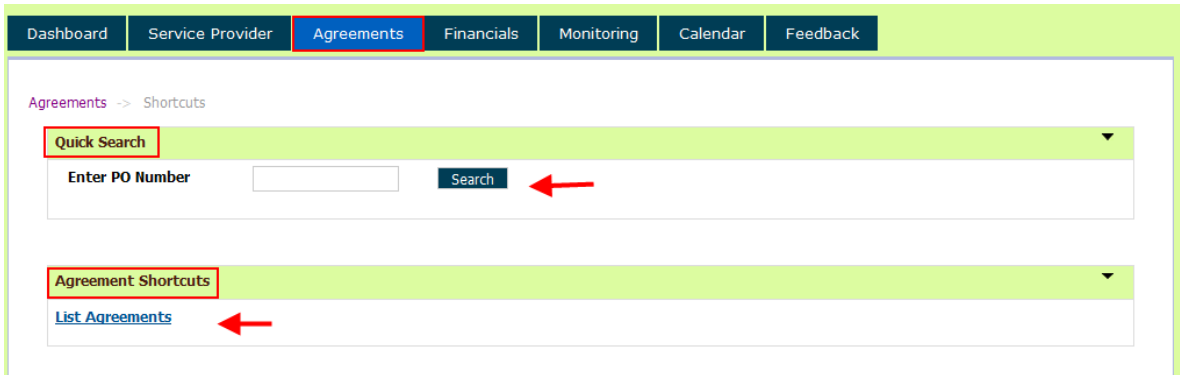 Dashboard Service Provider Agreements Financials Monitoring Calendar Feedback
Agreements -> Shortcuts
Quick Search
Enter PO Number Search
Agreement Shortcuts
List Agreements